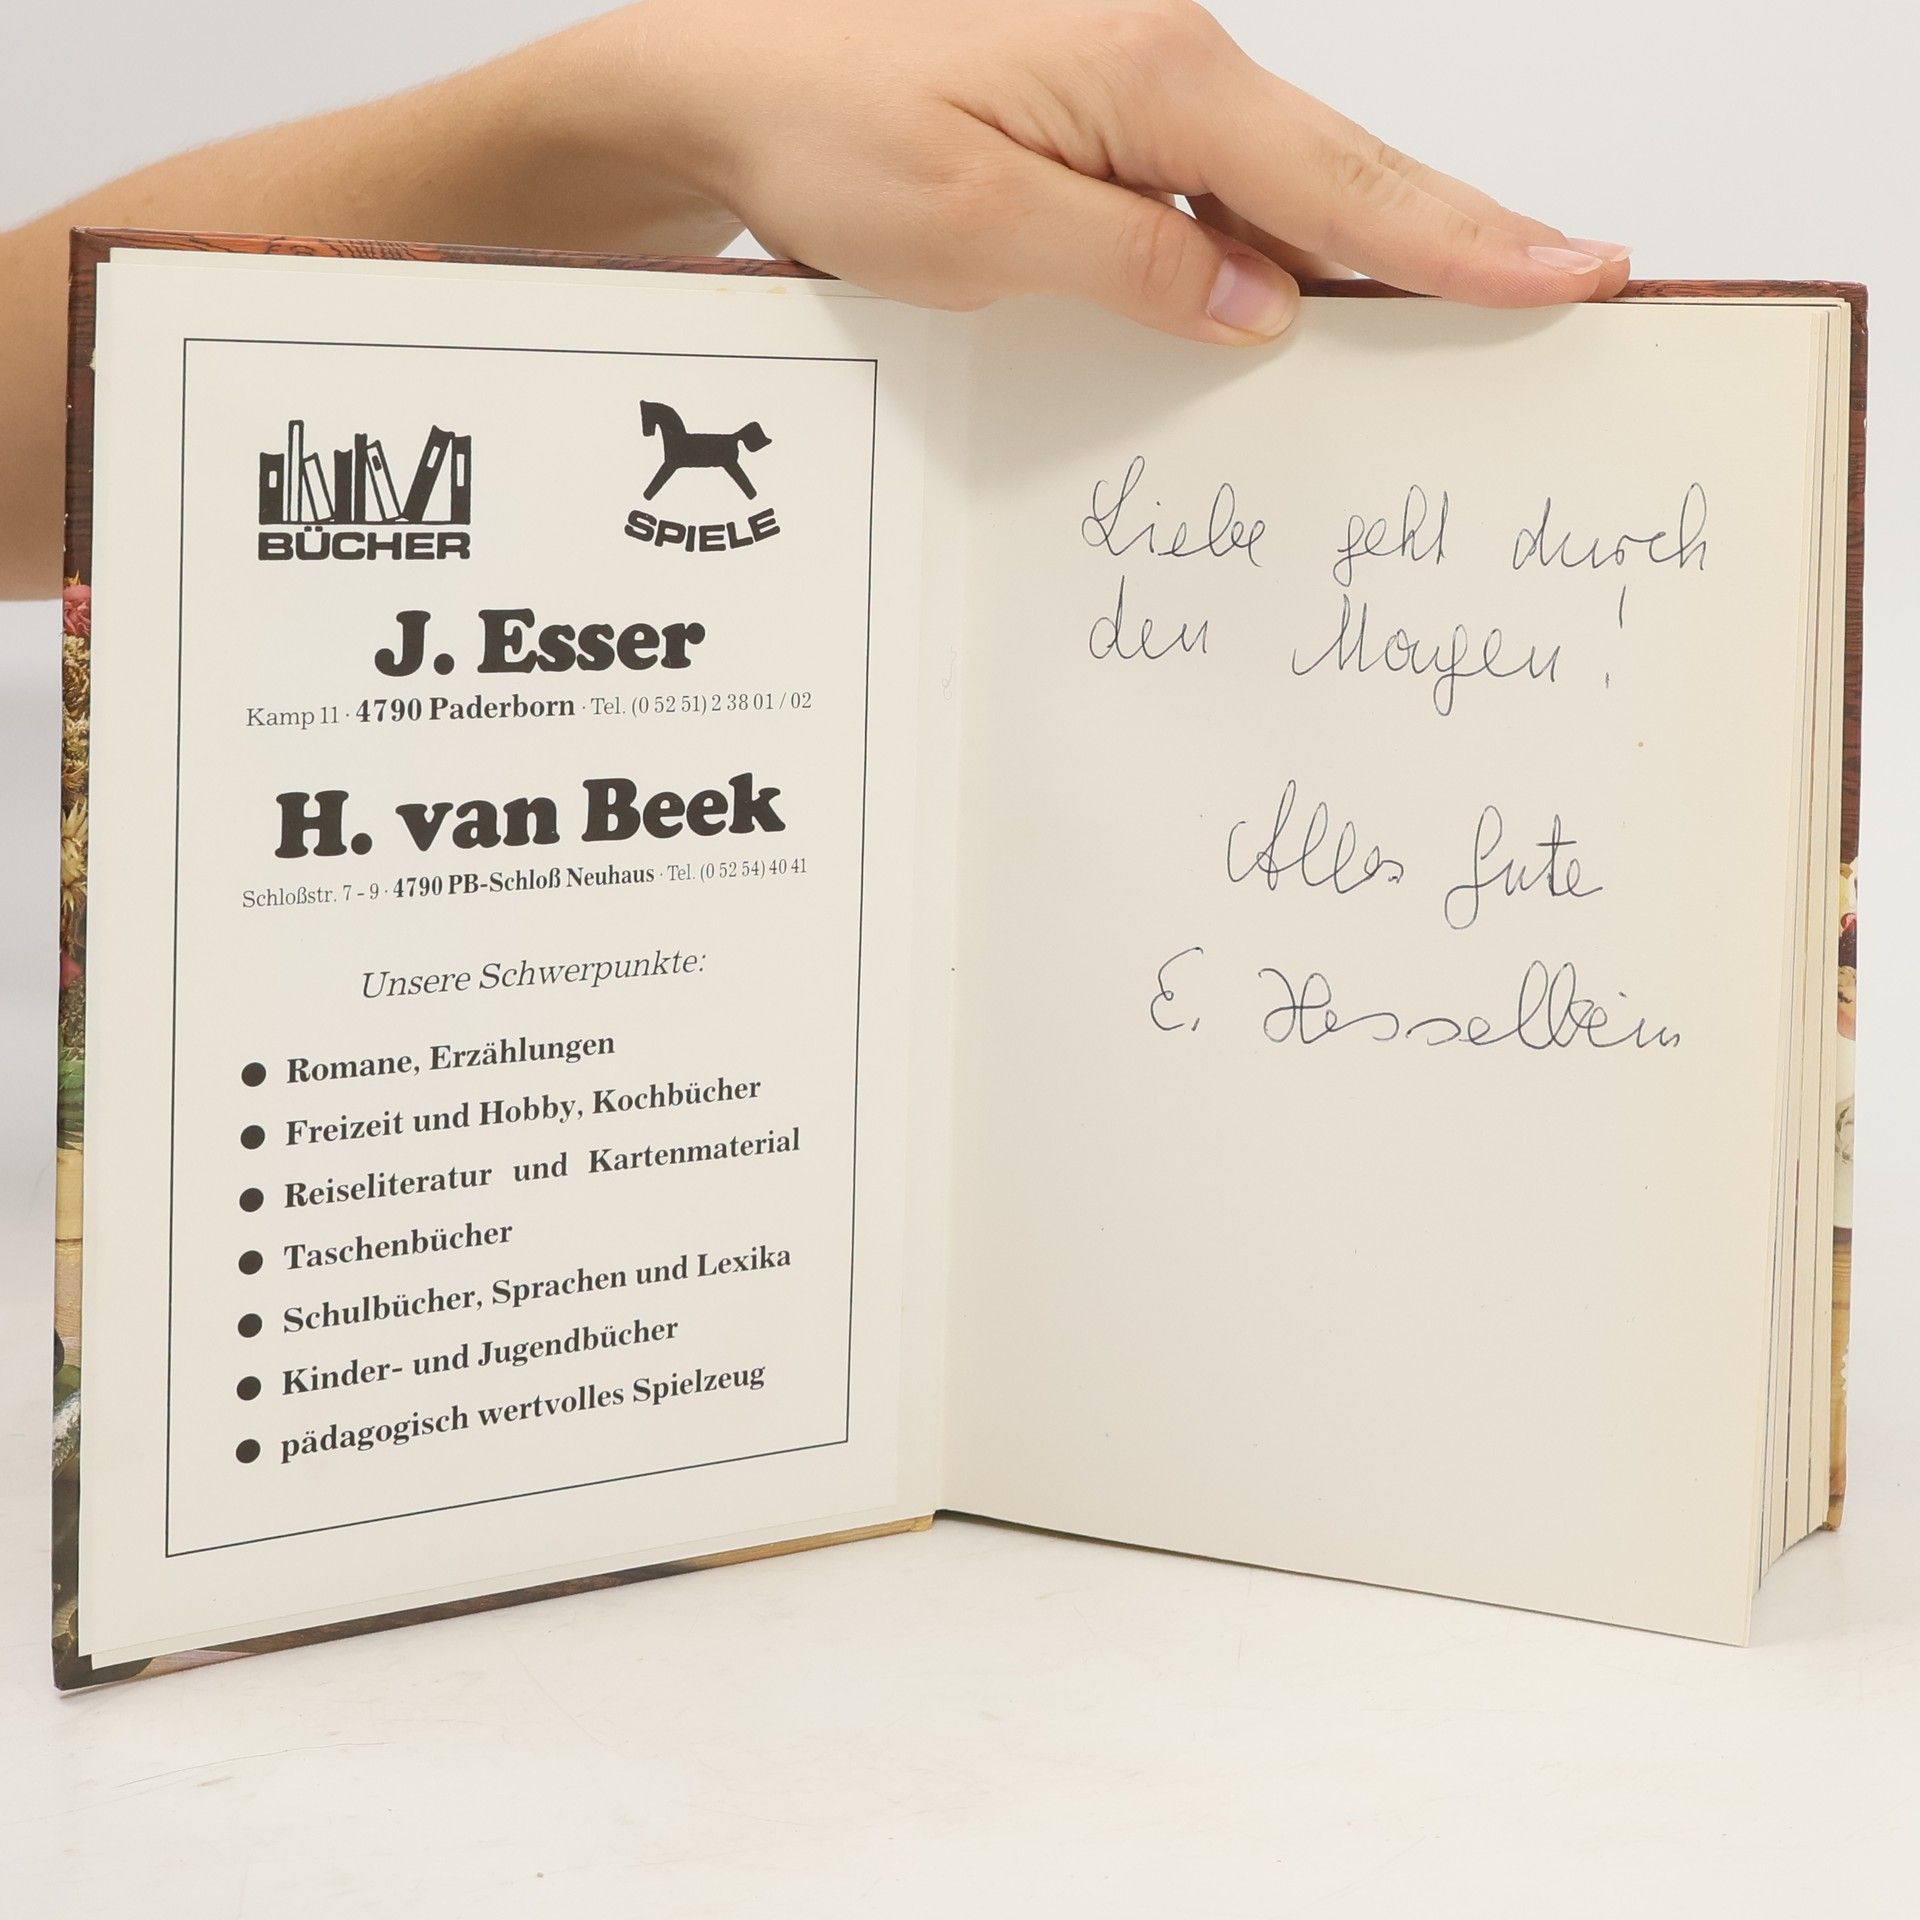 BÜCHER
SPIELE
J. Esser
Kamp 11 · 4790 Paderborn · Tel. (0 52 51) 2 38 01 / 02
H. van Beek
Schloßstr. 7 - 9 · 4790 PB-Schloß Neuhaus · Tel. (0 52 54) 40 41
Unsere Schwerpunkte:
● Romane, Erzählungen
● Freizeit und Hobby, Kochbücher
● Reiseliteratur und Kartenmaterial
● Taschenbücher
● Schulbücher, Sprachen und Lexika
● Kinder- und Jugendbücher
● pädagogisch wertvolles Spielzeug
Liebe geht durch
den Magen!
Alles Gute
E.